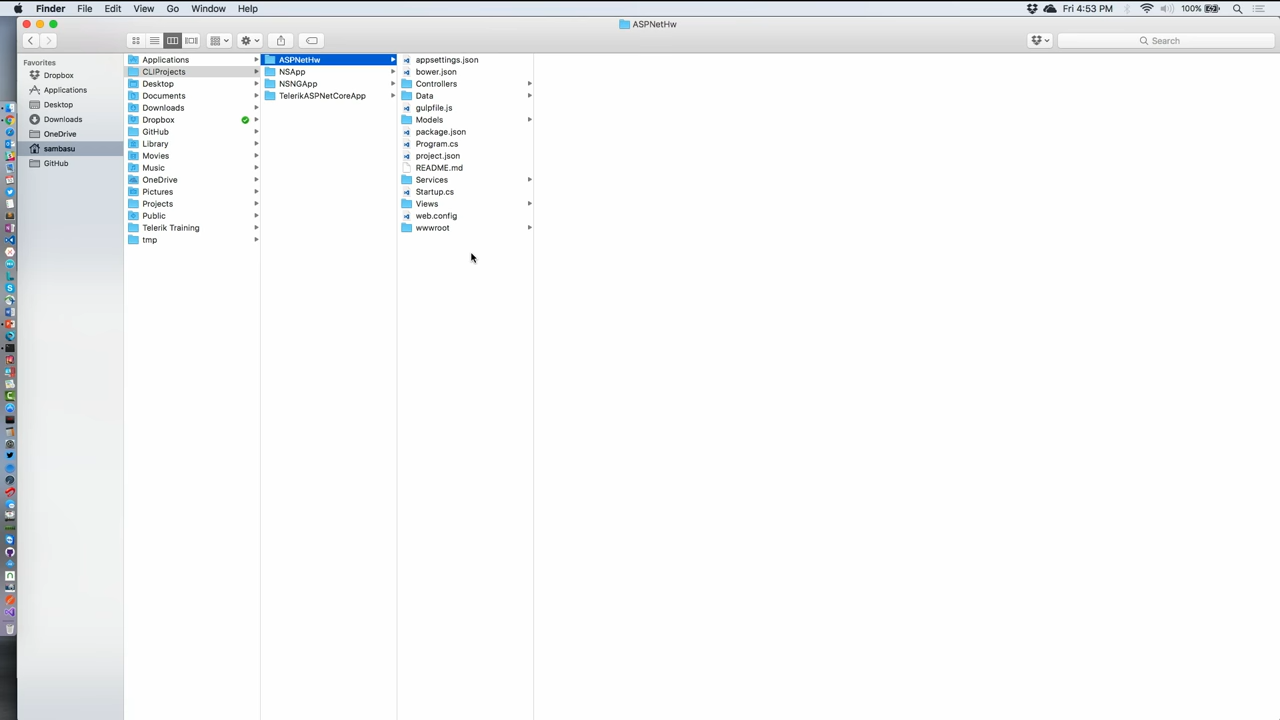 Finder File Edit View Go Window Help
Fri 4:53 PM 100%
ASPNetHw
Search
Favorites
Dropbox
Applications
Desktop
Downloads
OneDrive
sambasu
GitHub
Applications
CLIProjects
Desktop
Documents
Downloads
Dropbox
GitHub
Library
Movies
Music
OneDrive
Pictures
Projects
Public
Telerik Training
tmp
ASPNetHw
NSApp
NSNGApp
TelerikASPNetCoreApp
appsettings.json
bower.json
Controllers
Data
gulpfile.js
Models
package.json
Program.cs
project.json
README.md
Services
Startup.cs
Views
web.config
wwwroot